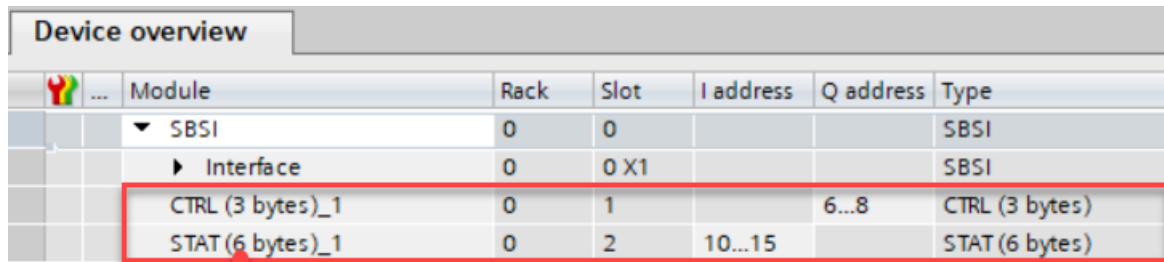 Device overview
... Module Rack Slot I address Q address Type
SBSI 0 0 SBSI
Interface 0 0 X1 SBSI
CTRL (3 bytes)_1 0 1 6...8 CTRL (3 bytes)
STAT (6 bytes)_1 0 2 10...15 STAT (6 bytes)